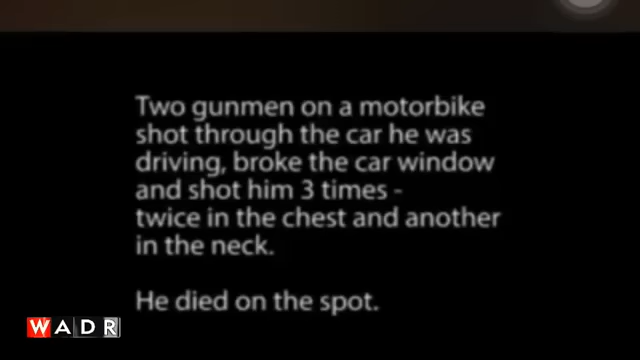 Two gunmen on a motorbike
shot through the car he was
driving, broke the car window
and shot him 3 times -
twice in the chest and another
in the neck.
He died on the spot.
WADR